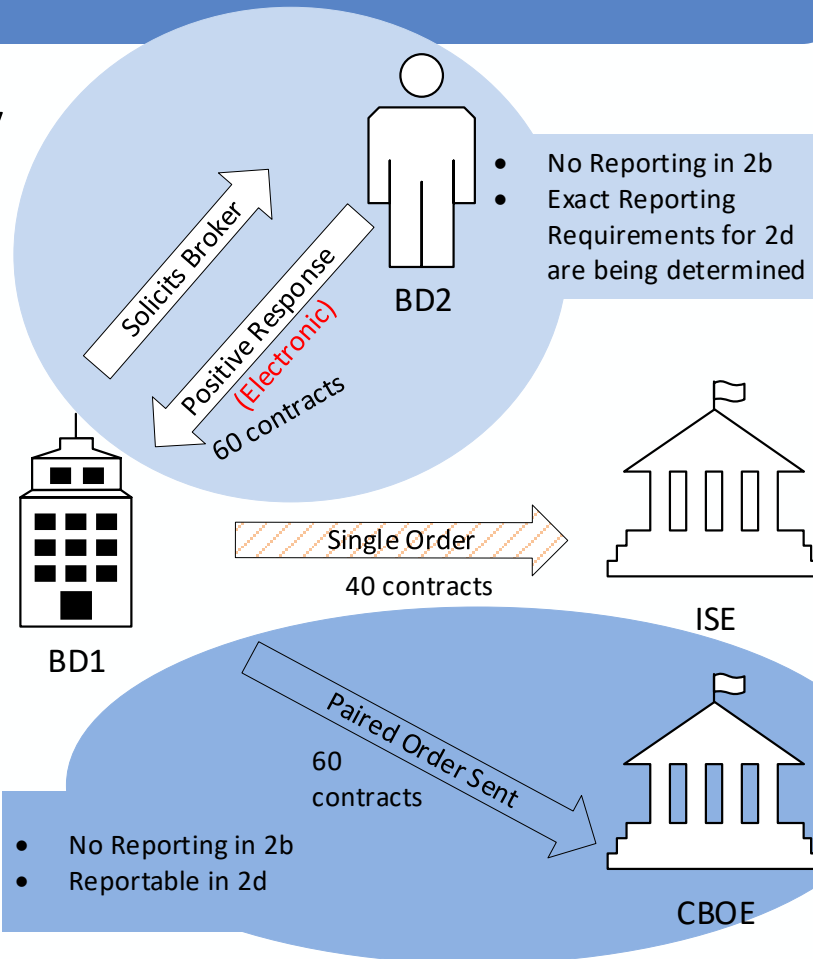 Solicits Broker
Positive Response
(Electronic)
60 contracts
BD2
• No Reporting in 2b
• Exact Reporting
Requirements for 2d
are being determined
BD1
Single Order
40 contracts
ISE
Paired Order Sent
60
contracts
• No Reporting in 2b
• Reportable in 2d
CBOE